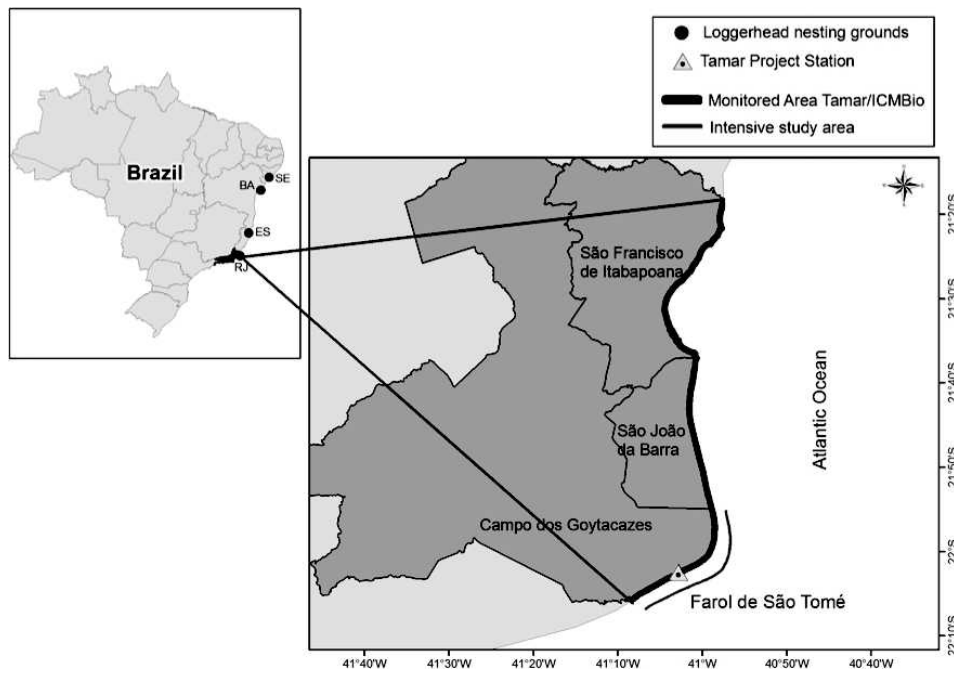 Loggerhead nesting grounds
Tamar Project Station
Monitored Area Tamar/ICMBio
Intensive study area
Brazil
SE
BA
ES
RJ
São Francisco
de Itabapoana
São João
da Barra
Campo dos Goytacazes
Farol de São Tomé
Atlantic Ocean
21°20'S
21°30'S
21°40'S
21°50'S
22°S
22°10'S
41°40'W
41°30'W
41°20'W
41°10'W
41°W
40°50'W
40°40'W